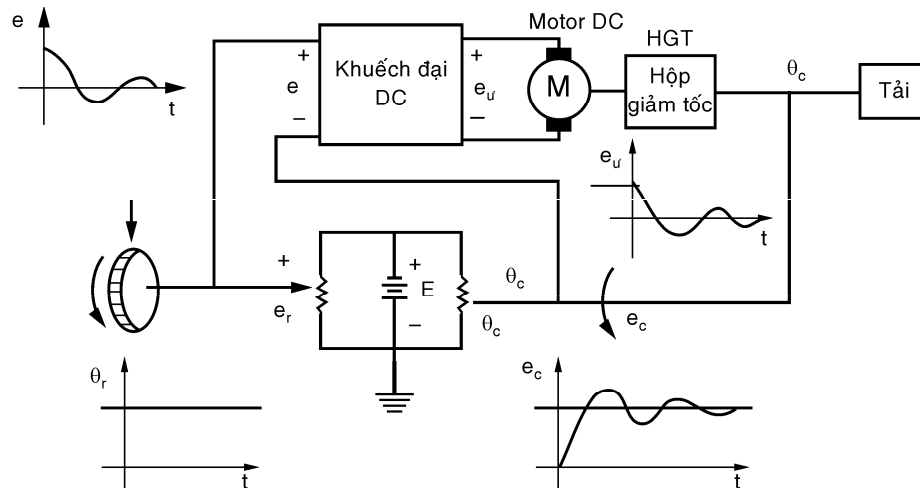 e
t
+
e
–
Khuếch đại
DC
+
eư
–
Motor DC
M
HGT
Hộp
giảm tốc
θc
Tải
eư
t
+
er
+
E
–
θc
θc
ec
θr
t
ec
t